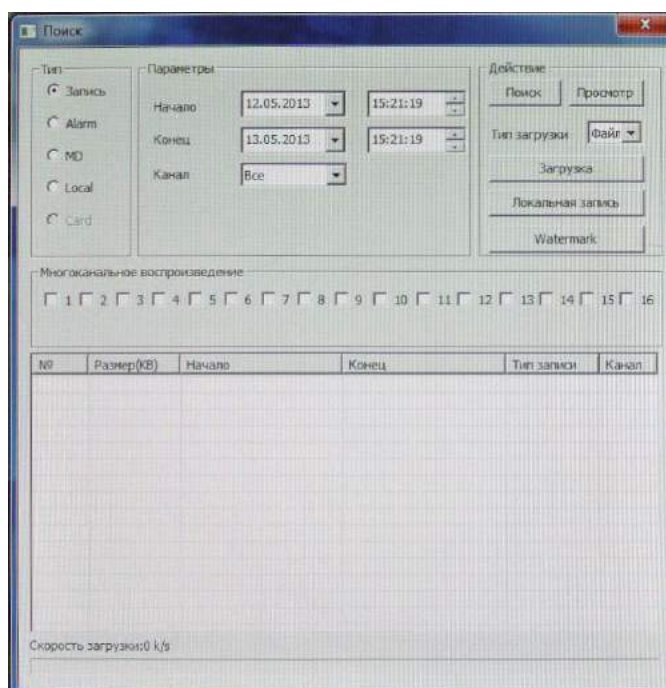 Поиск
Тип
Запись
Alarm
MD
Local
Card
Параметры
Начало 12.05.2013 15:21:19
Конец 13.05.2013 15:21:19
Канал Все
Действие
Поиск Просмотр
Тип загрузки Файл
Загрузка
Локальная запись
Watermark
Многоканальное воспроизведение
1 2 3 4 5 6 7 8 9 10 11 12 13 14 15 16
№ Размер(KB) Начало Конец Тип записи Канал
Скорость загрузки:0 k/s